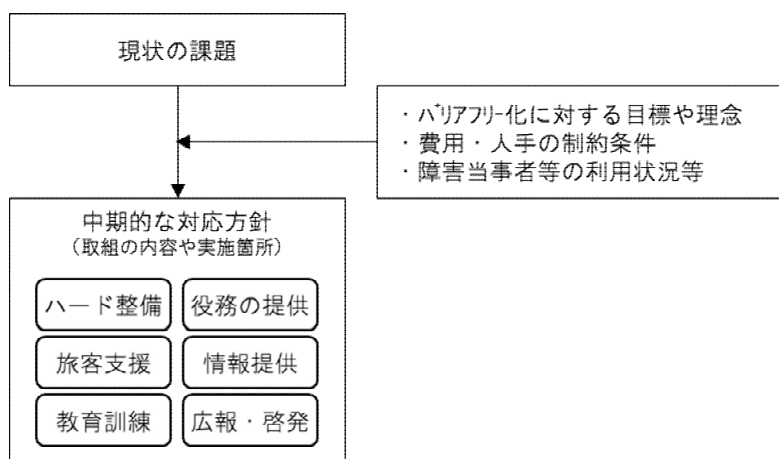 現状の課題
・ﾊﾞﾘｱﾌﾘｰ化に対する目標や理念
・費用・人手の制約条件
・障害当事者等の利用状況等
中期的な対応方針
（取組の内容や実施箇所）
ハード整備
役務の提供
旅客支援
情報提供
教育訓練
広報・啓発